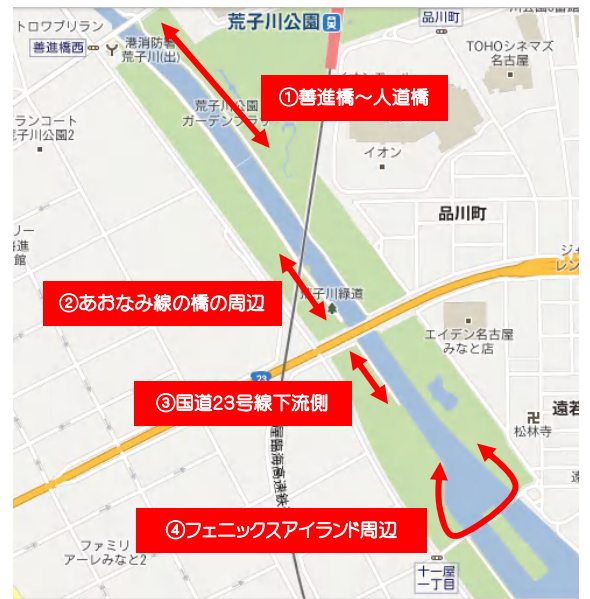 トロワブリラン
荒子川公園
品川町
善進橋西
港消防署
荒子川(出)
TOHOシネマズ
名古屋
①善進橋～人道橋
荒子川公園
ガーデンプラザ
ランコート
子川公園2
イオン
品川町
館
②あおなみ線の橋の周辺
荒子川緑道
エイデン名古屋
みなと店
23
③国道23号線下流側
松林寺
屋臨海高速鉄
④フェニックスアイランド周辺
ファミリ
アーレみなと2
十一屋
一丁目